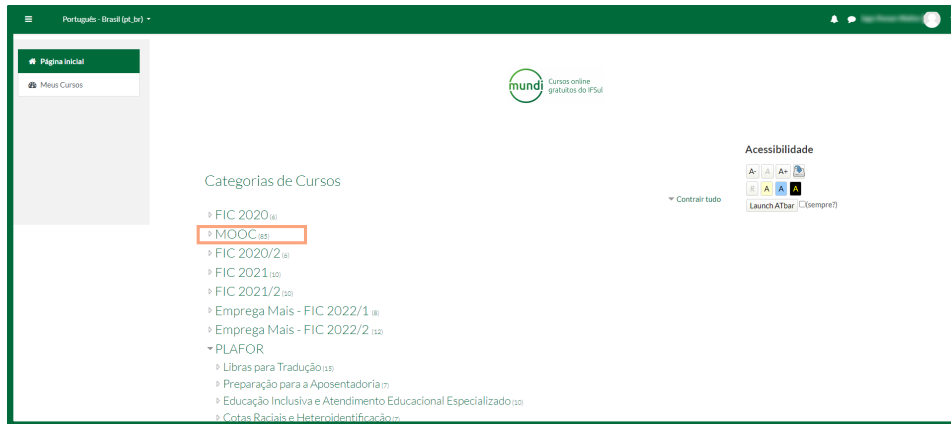 Português - Brasil (pt_br)
Página inicial
Meus Cursos
mundi
Cursos online
gratuitos do IFSul
Acessibilidade
A- A A+
R A A A
Launch ATbar (sempre?)
Categorias de Cursos
Contrair tudo
FIC 2020 (6)
MOOC (85)
FIC 2020/2 (6)
FIC 2021 (10)
FIC 2021/2 (10)
Emprega Mais - FIC 2022/1 (8)
Emprega Mais - FIC 2022/2 (12)
PLAFOR
Libras para Tradução (15)
Preparação para a Aposentadoria (7)
Educação Inclusiva e Atendimento Educacional Especializado (10)
Cotas Raciais e Heteroidentificação (7)